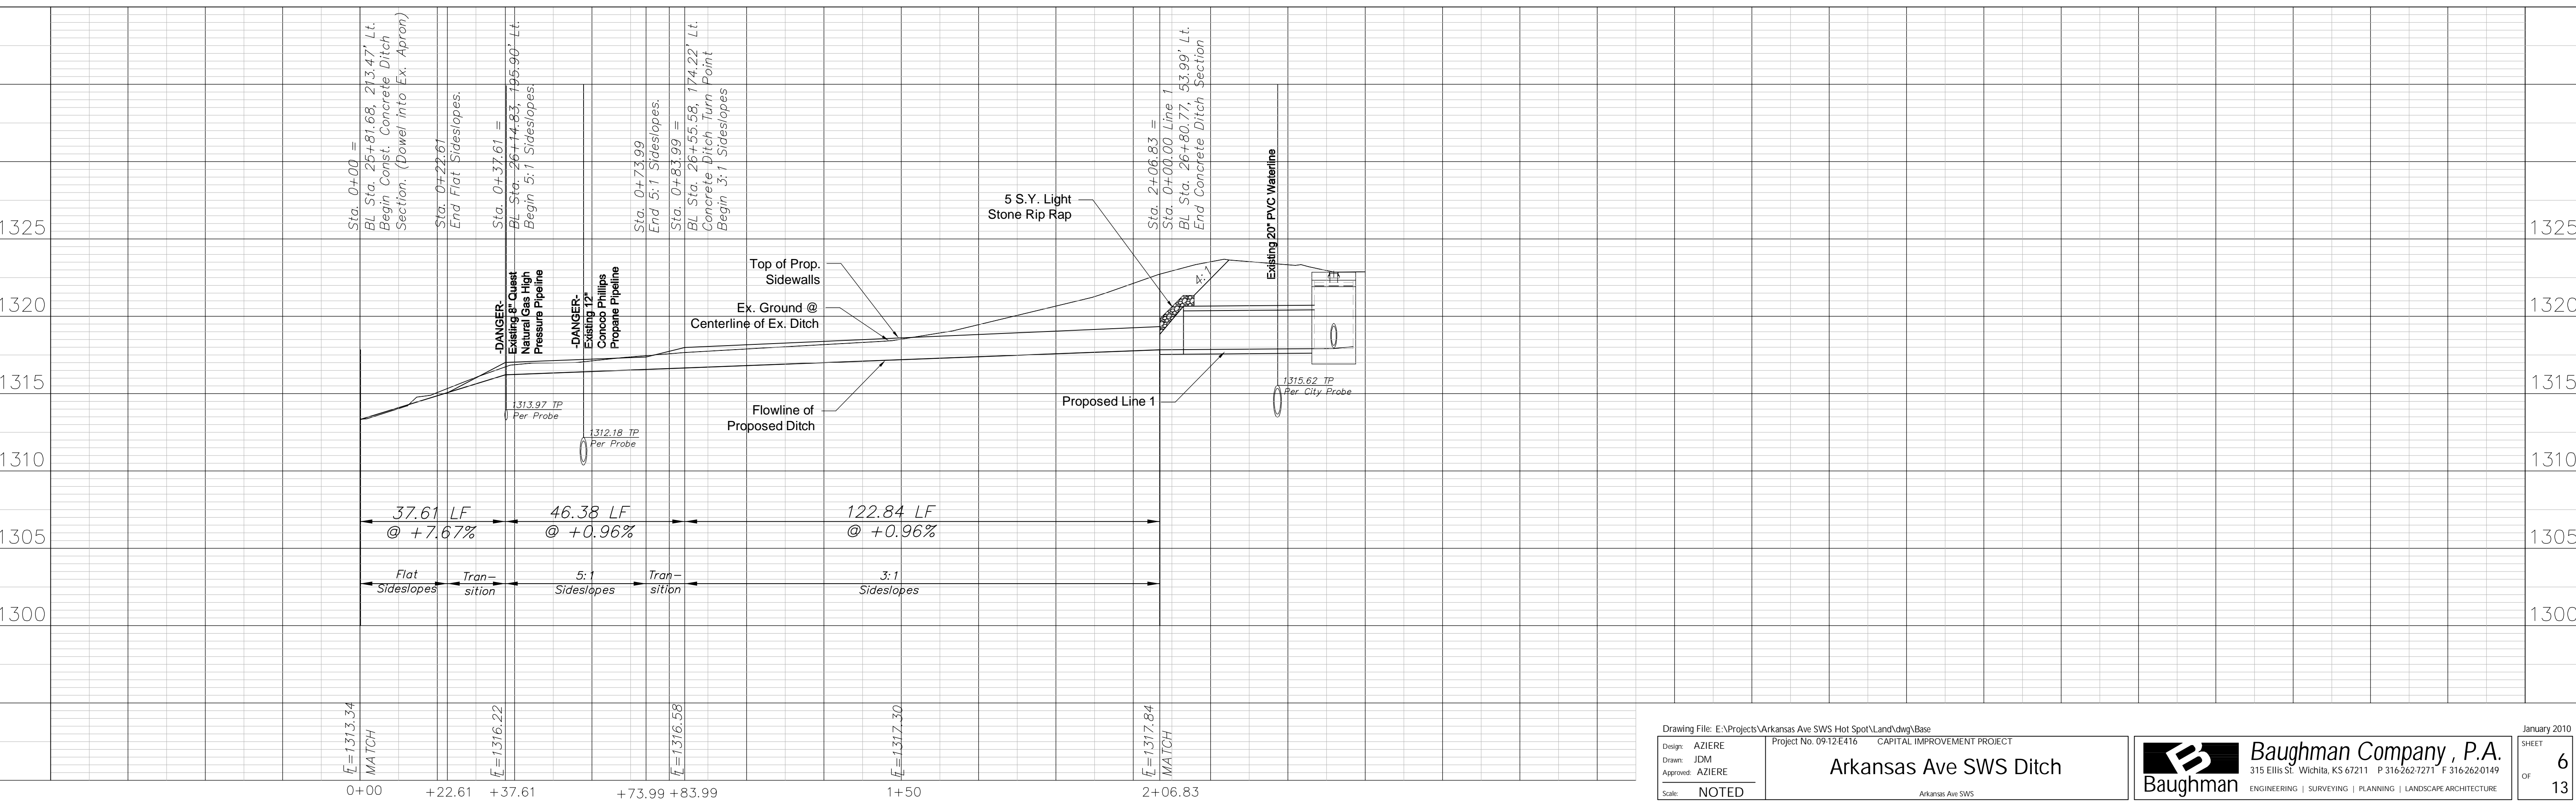 Sta. 0+00 =
BL Sta. 25+81.68, 213.47' Lt.
Begin Const. Concrete Ditch
Section. (Dowel into Ex. Apron)
Sta. 0+22.61
End Flat Sideslopes.
Sta. 0+37.61 =
BL Sta. 26+14.83, 195.90' Lt.
Begin 5:1 Sideslopes.
Sta. 0+73.99
End 5:1 Sideslopes.
Sta. 0+83.99 =
BL Sta. 26+55.58, 174.22' Lt.
Concrete Ditch Turn Point
Begin 3:1 Sideslopes
Sta. 2+06.83 =
Sta. 0+00.00 Line 1
BL Sta. 26+80.77, 53.99' Lt.
End Concrete Ditch Section
Existing 20" PVC Waterline
5 S.Y. Light
Stone Rip Rap
1325
1325
-DANGER-
Existing 8" Quest
Natural Gas High
Pressure Pipeline
-DANGER-
Existing 12"
Conoco Phillips
Propane Pipeline
Top of Prop.
Sidewalls
Ex. Ground @
Centerline of Ex. Ditch
4:1
1320
1320
1315
1315
1315.62 TP
Per City Probe
1313.97 TP
Per Probe
1312.18 TP
Per Probe
Flowline of
Proposed Ditch
Proposed Line 1
1310
1310
37.61 LF
@ +7.67%
46.38 LF
@ +0.96%
122.84 LF
@ +0.96%
1305
1305
Flat
Sideslopes
Tran-
sition
5:1
Sideslopes
Tran-
sition
3:1
Sideslopes
1300
1300
=1313.34
MATCH
=1316.22
=1316.58
=1317.30
=1317.84
MATCH
0+00
+22.61
+37.61
+73.99
+83.99
1+50
2+06.83
Drawing File: E:\Projects\Arkansas Ave SWS Hot Spot\Land\dwg\Base
January 2010
Design: AZIERE
Drawn: JDM
Approved: AZIERE
Scale: NOTED
Project No. 09-12-E416 CAPITAL IMPROVEMENT PROJECT
Arkansas Ave SWS Ditch
Arkansas Ave SWS
Baughman
Baughman Company, P.A.
315 Ellis St. Wichita, KS 67211 P 316-262-7271 F 316-262-0149
ENGINEERING | SURVEYING | PLANNING | LANDSCAPE ARCHITECTURE
SHEET
6
OF
13